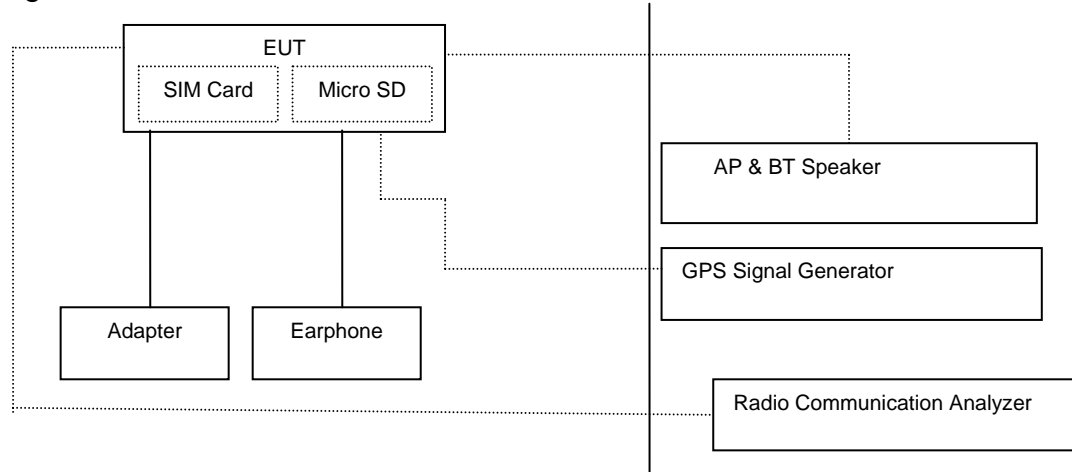 EUT
SIM Card
Micro SD
AP & BT Speaker
GPS Signal Generator
Adapter
Earphone
Radio Communication Analyzer